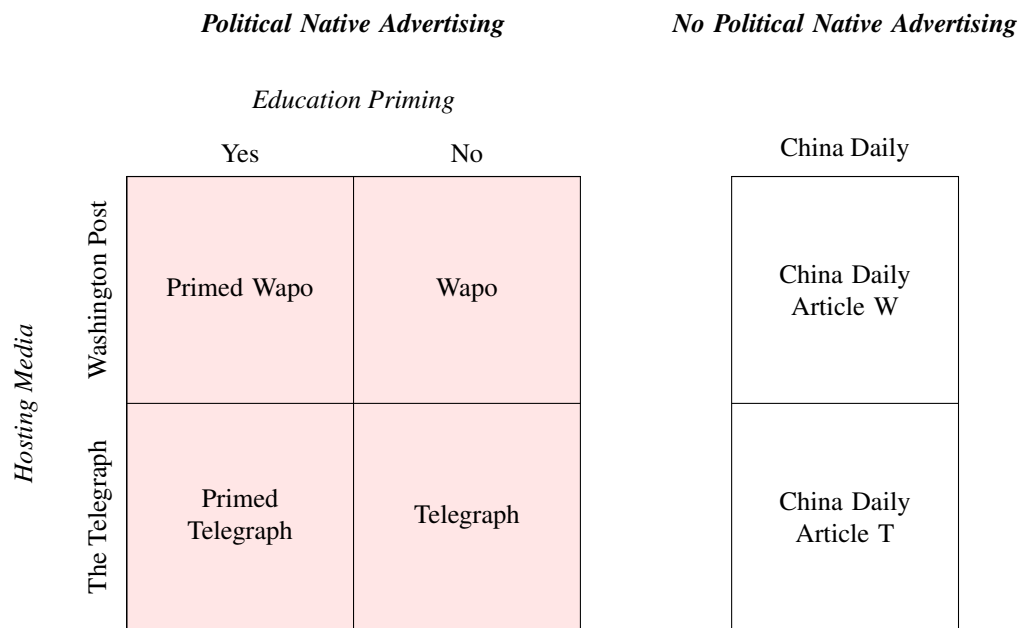 Political Native Advertising
No Political Native Advertising
Education Priming
Yes
No
China Daily
Hosting Media
Washington Post
Primed Wapo
Wapo
China Daily
Article W
The Telegraph
Primed
Telegraph
Telegraph
China Daily
Article T